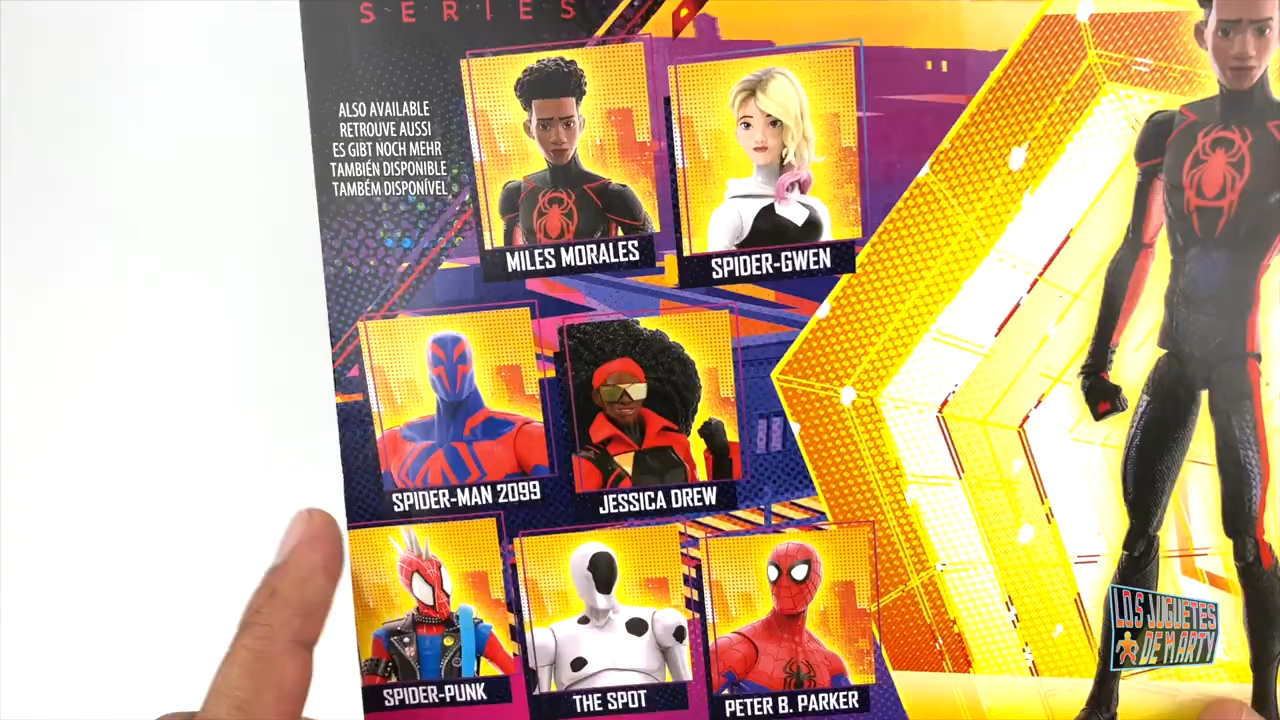 SERIES
ALSO AVAILABLE
RETROUVE AUSSI
ES GIBT NOCH MEHR
TAMBIÉN DISPONIBLE
TAMBÉM DISPONÍVEL
MILES MORALES
SPIDER-GWEN
SPIDER-MAN 2099
JESSICA DREW
SPIDER-PUNK
THE SPOT
PETER B. PARKER
LOS JUGUETES
DE MARTY